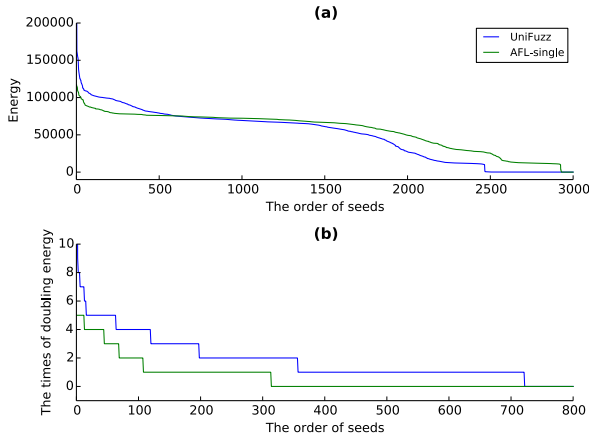 (a)
200000
150000
100000
50000
0
Energy
UniFuzz
AFL-single
0 500 1000 1500 2000 2500 3000
The order of seeds
(b)
10
8
6
4
2
0
The times of doubling energy
0 100 200 300 400 500 600 700 800
The order of seeds